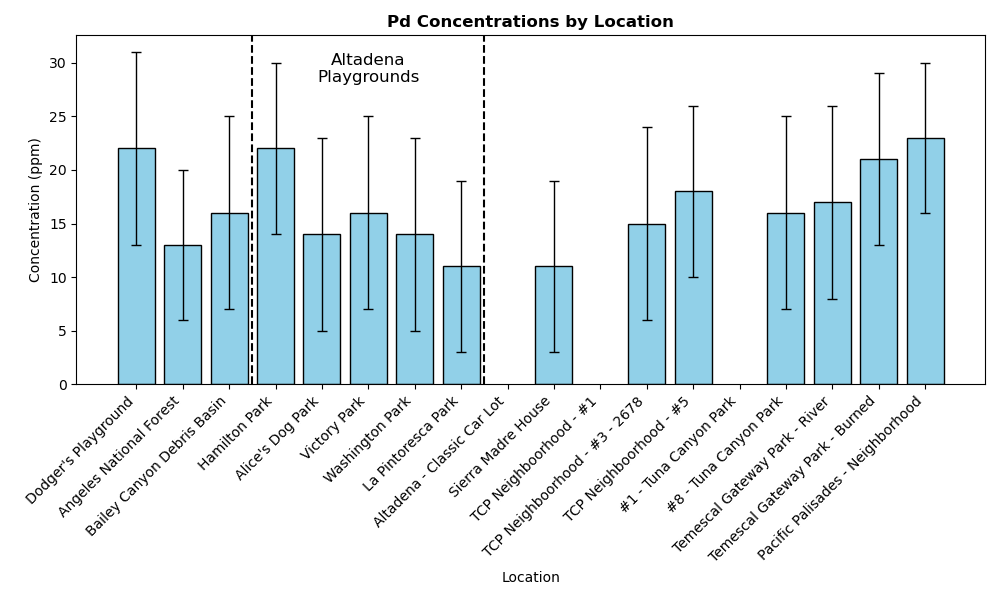 Pd Concentrations by Location
Altadena
Playgrounds
Concentration (ppm)
30
25
20
15
10
5
0
Dodger's Playground
Angeles National Forest
Bailey Canyon Debris Basin
Hamilton Park
Alice's Dog Park
Victory Park
Washington Park
La Pintoresca Park
Altadena - Classic Car Lot
Sierra Madre House
TCP Neighboorhood - #1
TCP Neighboorhood - #3 - 2678
TCP Neighboorhood - #5
#1 - Tuna Canyon Park
#8 - Tuna Canyon Park
Temescal Gateway Park - River
Temescal Gateway Park - Burned
Pacific Palisades - Neighborhood
Location